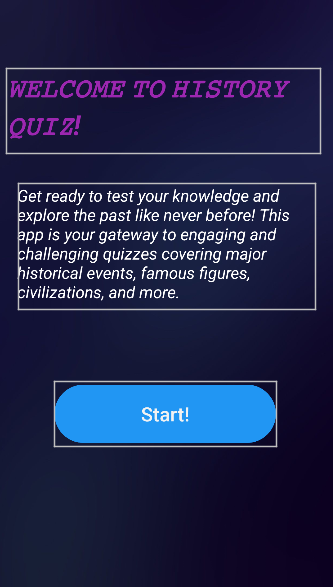 WELCOME TO HISTORY
QUIZ!
Get ready to test your knowledge and
explore the past like never before! This
app is your gateway to engaging and
challenging quizzes covering major
historical events, famous figures,
civilizations, and more.
Start!